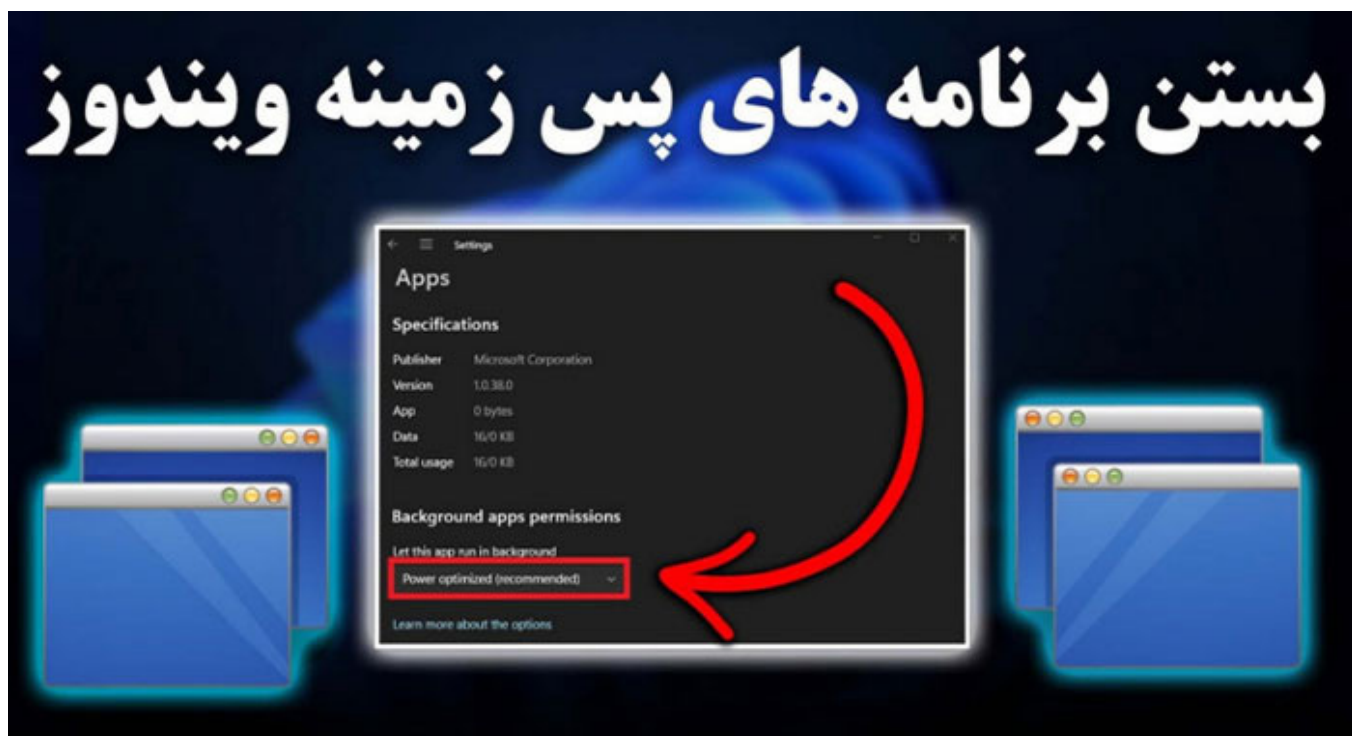 بستن برنامه های پس زمینه ویندوز
Settings
Apps
Specifications
Publisher Microsoft Corporation
Version 1.0.38.0
App 0 bytes
Data 16/0 KB
Total usage 16/0 KB
Background apps permissions
Let this app run in background
Power optimized (recommended)
Learn more about the options